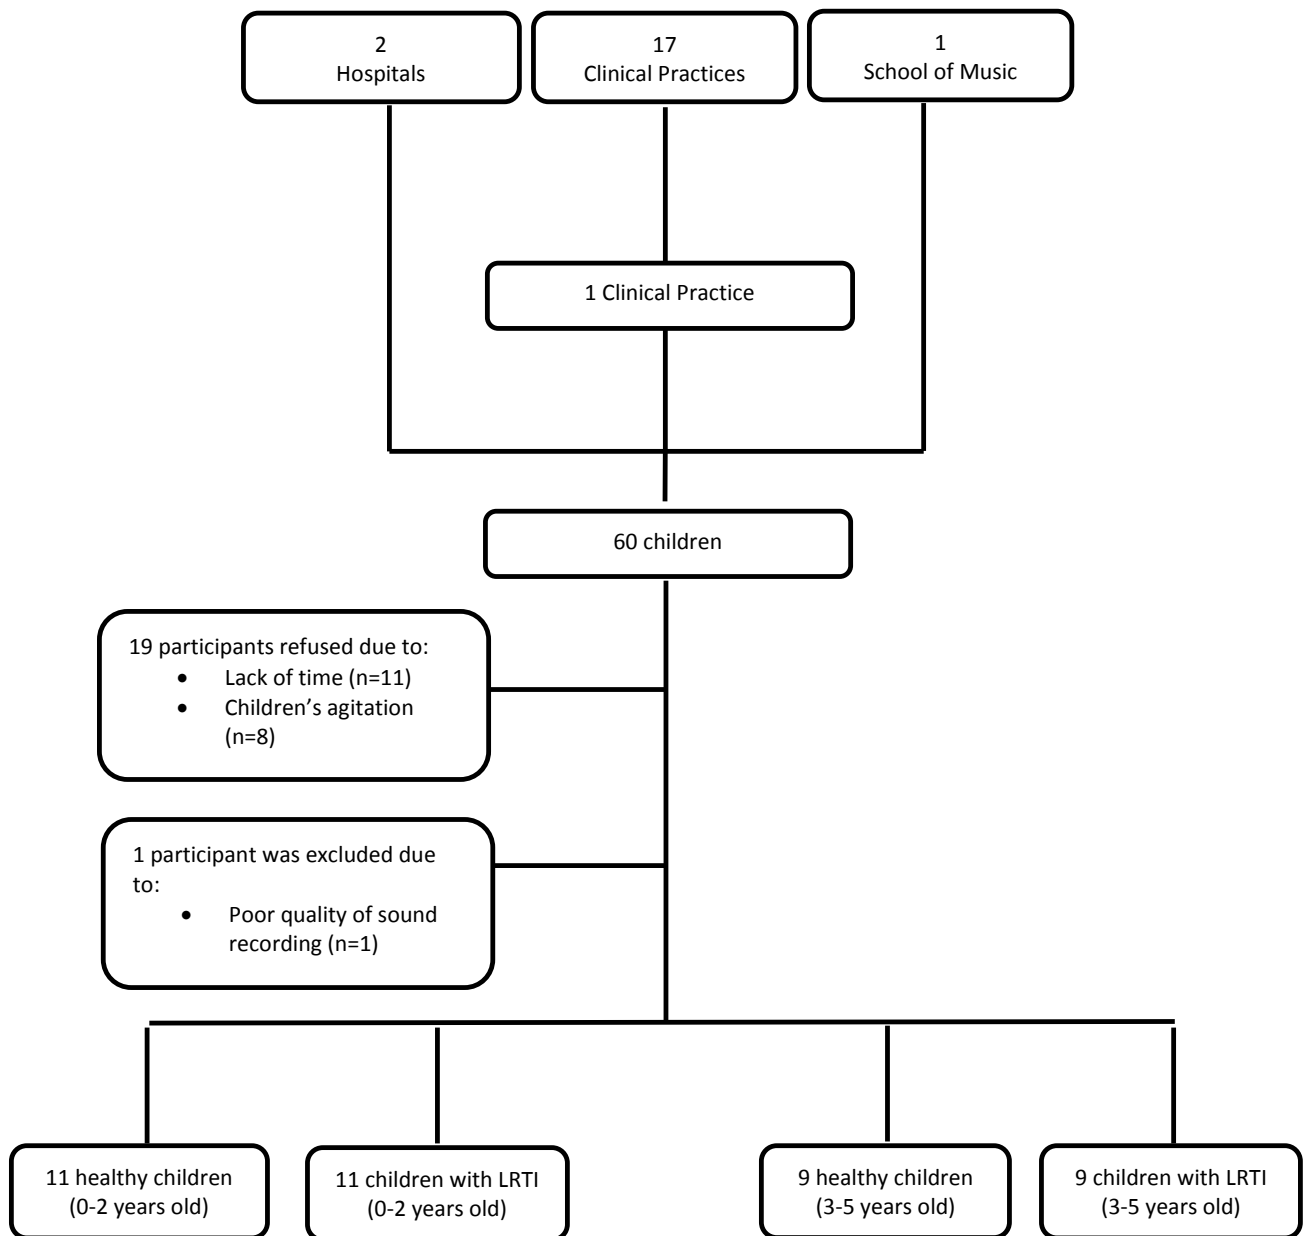 2
Hospitals
17
Clinical Practices
1
School of Music
1 Clinical Practice
60 children
19 participants refused due to:
• Lack of time (n=11)
• Children’s agitation
(n=8)
1 participant was excluded due
to:
• Poor quality of sound
recording (n=1)
11 healthy children
(0-2 years old)
11 children with LRTI
(0-2 years old)
9 healthy children
(3-5 years old)
9 children with LRTI
(3-5 years old)